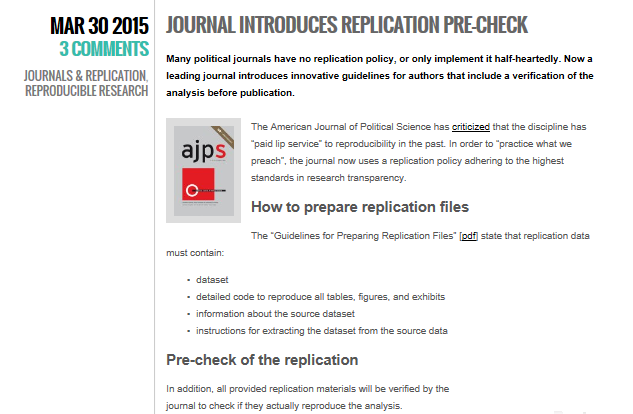 MAR 30 2015
3 COMMENTS
JOURNALS & REPLICATION,
REPRODUCIBLE RESEARCH
JOURNAL INTRODUCES REPLICATION PRE-CHECK
Many political journals have no replication policy, or only implement it half-heartedly. Now a
leading journal introduces innovative guidelines for authors that include a verification of the
analysis before publication.
ajps
The American Journal of Political Science has criticized that the discipline has
“paid lip service” to reproducibility in the past. In order to “practice what we
preach”, the journal now uses a replication policy adhering to the highest
standards in research transparency.
How to prepare replication files
The “Guidelines for Preparing Replication Files” [pdf] state that replication data
must contain:
• dataset
• detailed code to reproduce all tables, figures, and exhibits
• information about the source dataset
• instructions for extracting the dataset from the source data
Pre-check of the replication
In addition, all provided replication materials will be verified by the
journal to check if they actually reproduce the analysis.